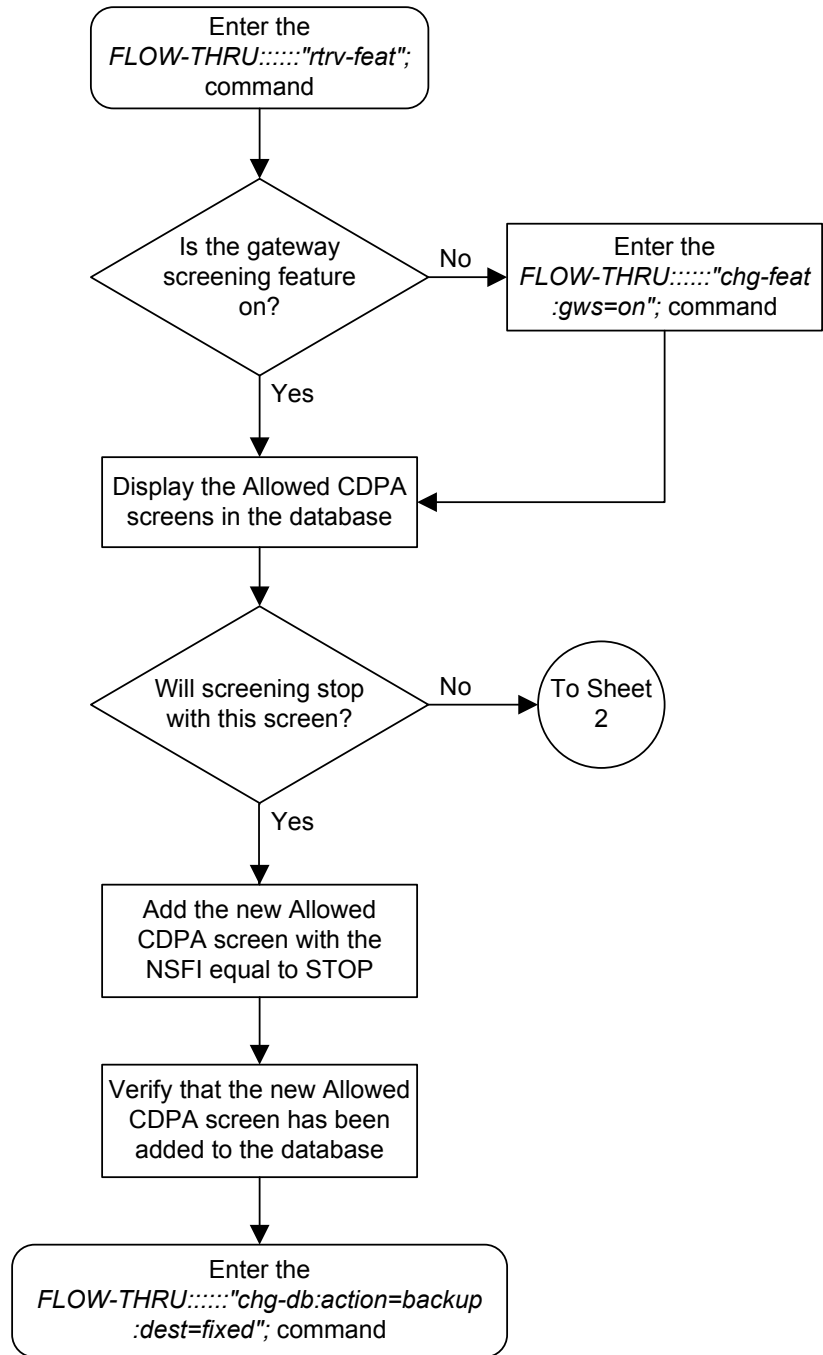 Enter the
FLOW-THRU::::::"rtrv-feat";
command
Is the gateway
screening feature
on?
No
Enter the
FLOW-THRU::::::"chg-feat
:gws=on"; command
Yes
Display the Allowed CDPA
screens in the database
Will screening stop
with this screen?
No
To Sheet
2
Yes
Add the new Allowed
CDPA screen with the
NSFI equal to STOP
Verify that the new Allowed
CDPA screen has been
added to the database
Enter the
FLOW-THRU::::::"chg-db:action=backup
:dest=fixed"; command